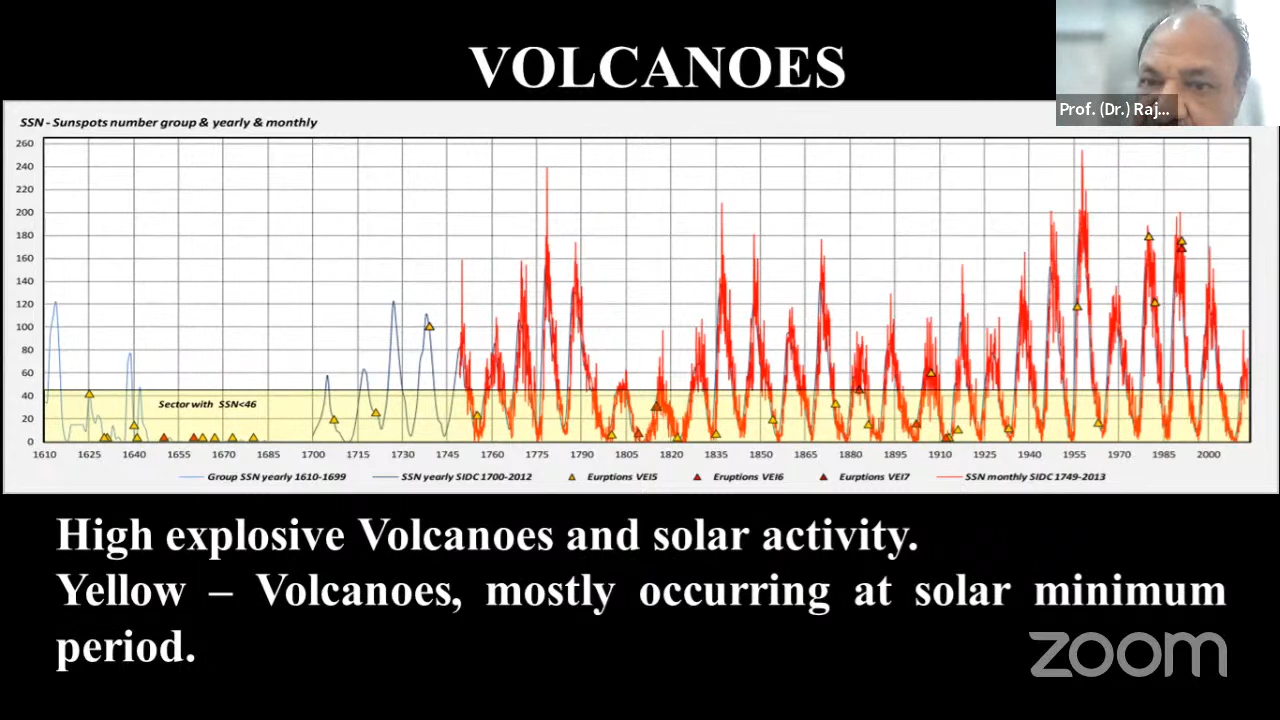 VOLCANOES
Prof. (Dr.) Raj...
SSN - Sunspots number group & yearly & monthly
260
240
220
200
180
160
140
120
100
80
60
40
20
0
Sector with SSN<46
1610 1625 1640 1655 1670 1685 1700 1715 1730 1745 1760 1775 1790 1805 1820 1835 1850 1865 1880 1895 1910 1925 1940 1955 1970 1985 2000
Group SSN yearly 1610-1699 SSN yearly SIDC 1700-2012 Euruptions VEI5 Eruptions VEI6 Euruptions VEI7 SSN monthly SIDC 1749-2013
High explosive Volcanoes and solar activity.
Yellow – Volcanoes, mostly occurring at solar minimum
period.
zoom